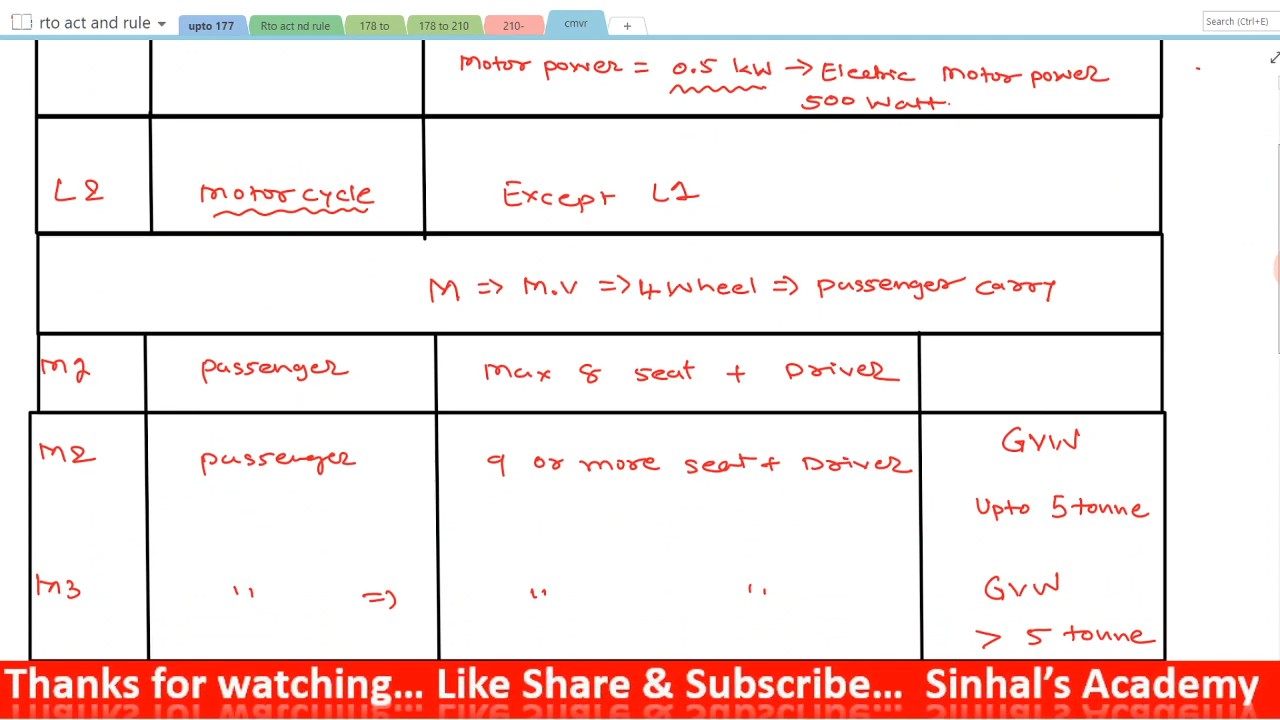 rto act and rule
upto 177
Rto act nd rule
178 to
178 to 210
210-
cmvr
+
Search (Ctrl+E)
Motor power = 0.5 kW → Electric Motor power
500 Watt.
L2 Motor cycle Except L1
M => M.V => 4 Wheel => passenger carry
M1 passenger Max 8 seat + Driver
M2 passenger 9 or more seat + Driver GVW
Upto 5 tonne
M3 " => " " GVW
> 5 tonne
Thanks for watching... Like Share & Subscribe... Sinhal's Academy